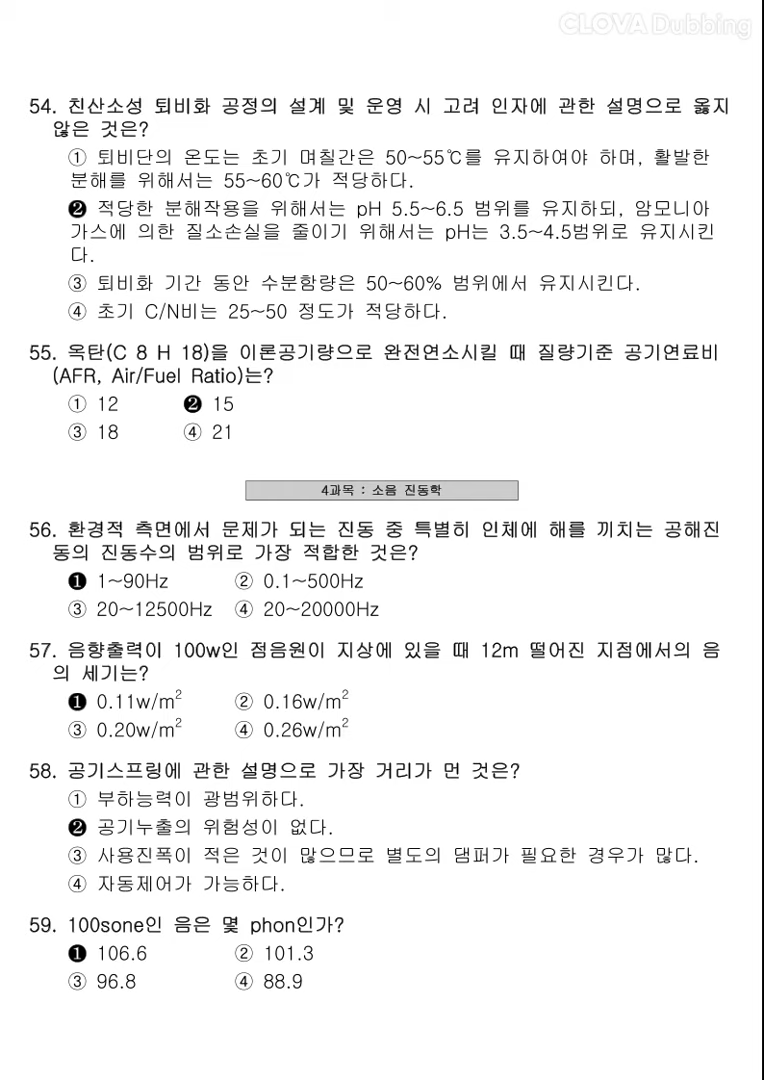 CLOVA Dubbing
54. 친산소성 퇴비화 공정의 설계 및 운영 시 고려 인자에 관한 설명으로 옳지
않은 것은?
① 퇴비단의 온도는 초기 며칠간은 50~55℃를 유지하여야 하며, 활발한
분해를 위해서는 55~60℃가 적당하다.
❷ 적당한 분해작용을 위해서는 pH 5.5~6.5 범위를 유지하되, 암모니아
가스에 의한 질소손실을 줄이기 위해서는 pH는 3.5~4.5범위로 유지시킨
다.
③ 퇴비화 기간 동안 수분함량은 50~60% 범위에서 유지시킨다.
④ 초기 C/N비는 25~50 정도가 적당하다.
55. 옥탄(C 8 H 18)을 이론공기량으로 완전연소시킬 때 질량기준 공기연료비
(AFR, Air/Fuel Ratio)는?
① 12 ❷ 15
③ 18 ④ 21
4과목 : 소음 진동학
56. 환경적 측면에서 문제가 되는 진동 중 특별히 인체에 해를 끼치는 공해진
동의 진동수의 범위로 가장 적합한 것은?
❶ 1~90Hz ② 0.1~500Hz
③ 20~12500Hz ④ 20~20000Hz
57. 음향출력이 100w인 점음원이 지상에 있을 때 12m 떨어진 지점에서의 음
의 세기는?
❶ 0.11w/m² ② 0.16w/m²
③ 0.20w/m² ④ 0.26w/m²
58. 공기스프링에 관한 설명으로 가장 거리가 먼 것은?
① 부하능력이 광범위하다.
❷ 공기누출의 위험성이 없다.
③ 사용진폭이 적은 것이 많으므로 별도의 댐퍼가 필요한 경우가 많다.
④ 자동제어가 가능하다.
59. 100sone인 음은 몇 phon인가?
❶ 106.6 ② 101.3
③ 96.8 ④ 88.9